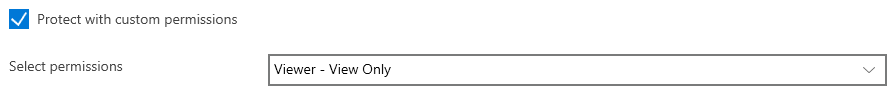 Protect with custom permissions
Select permissions
Viewer - View Only